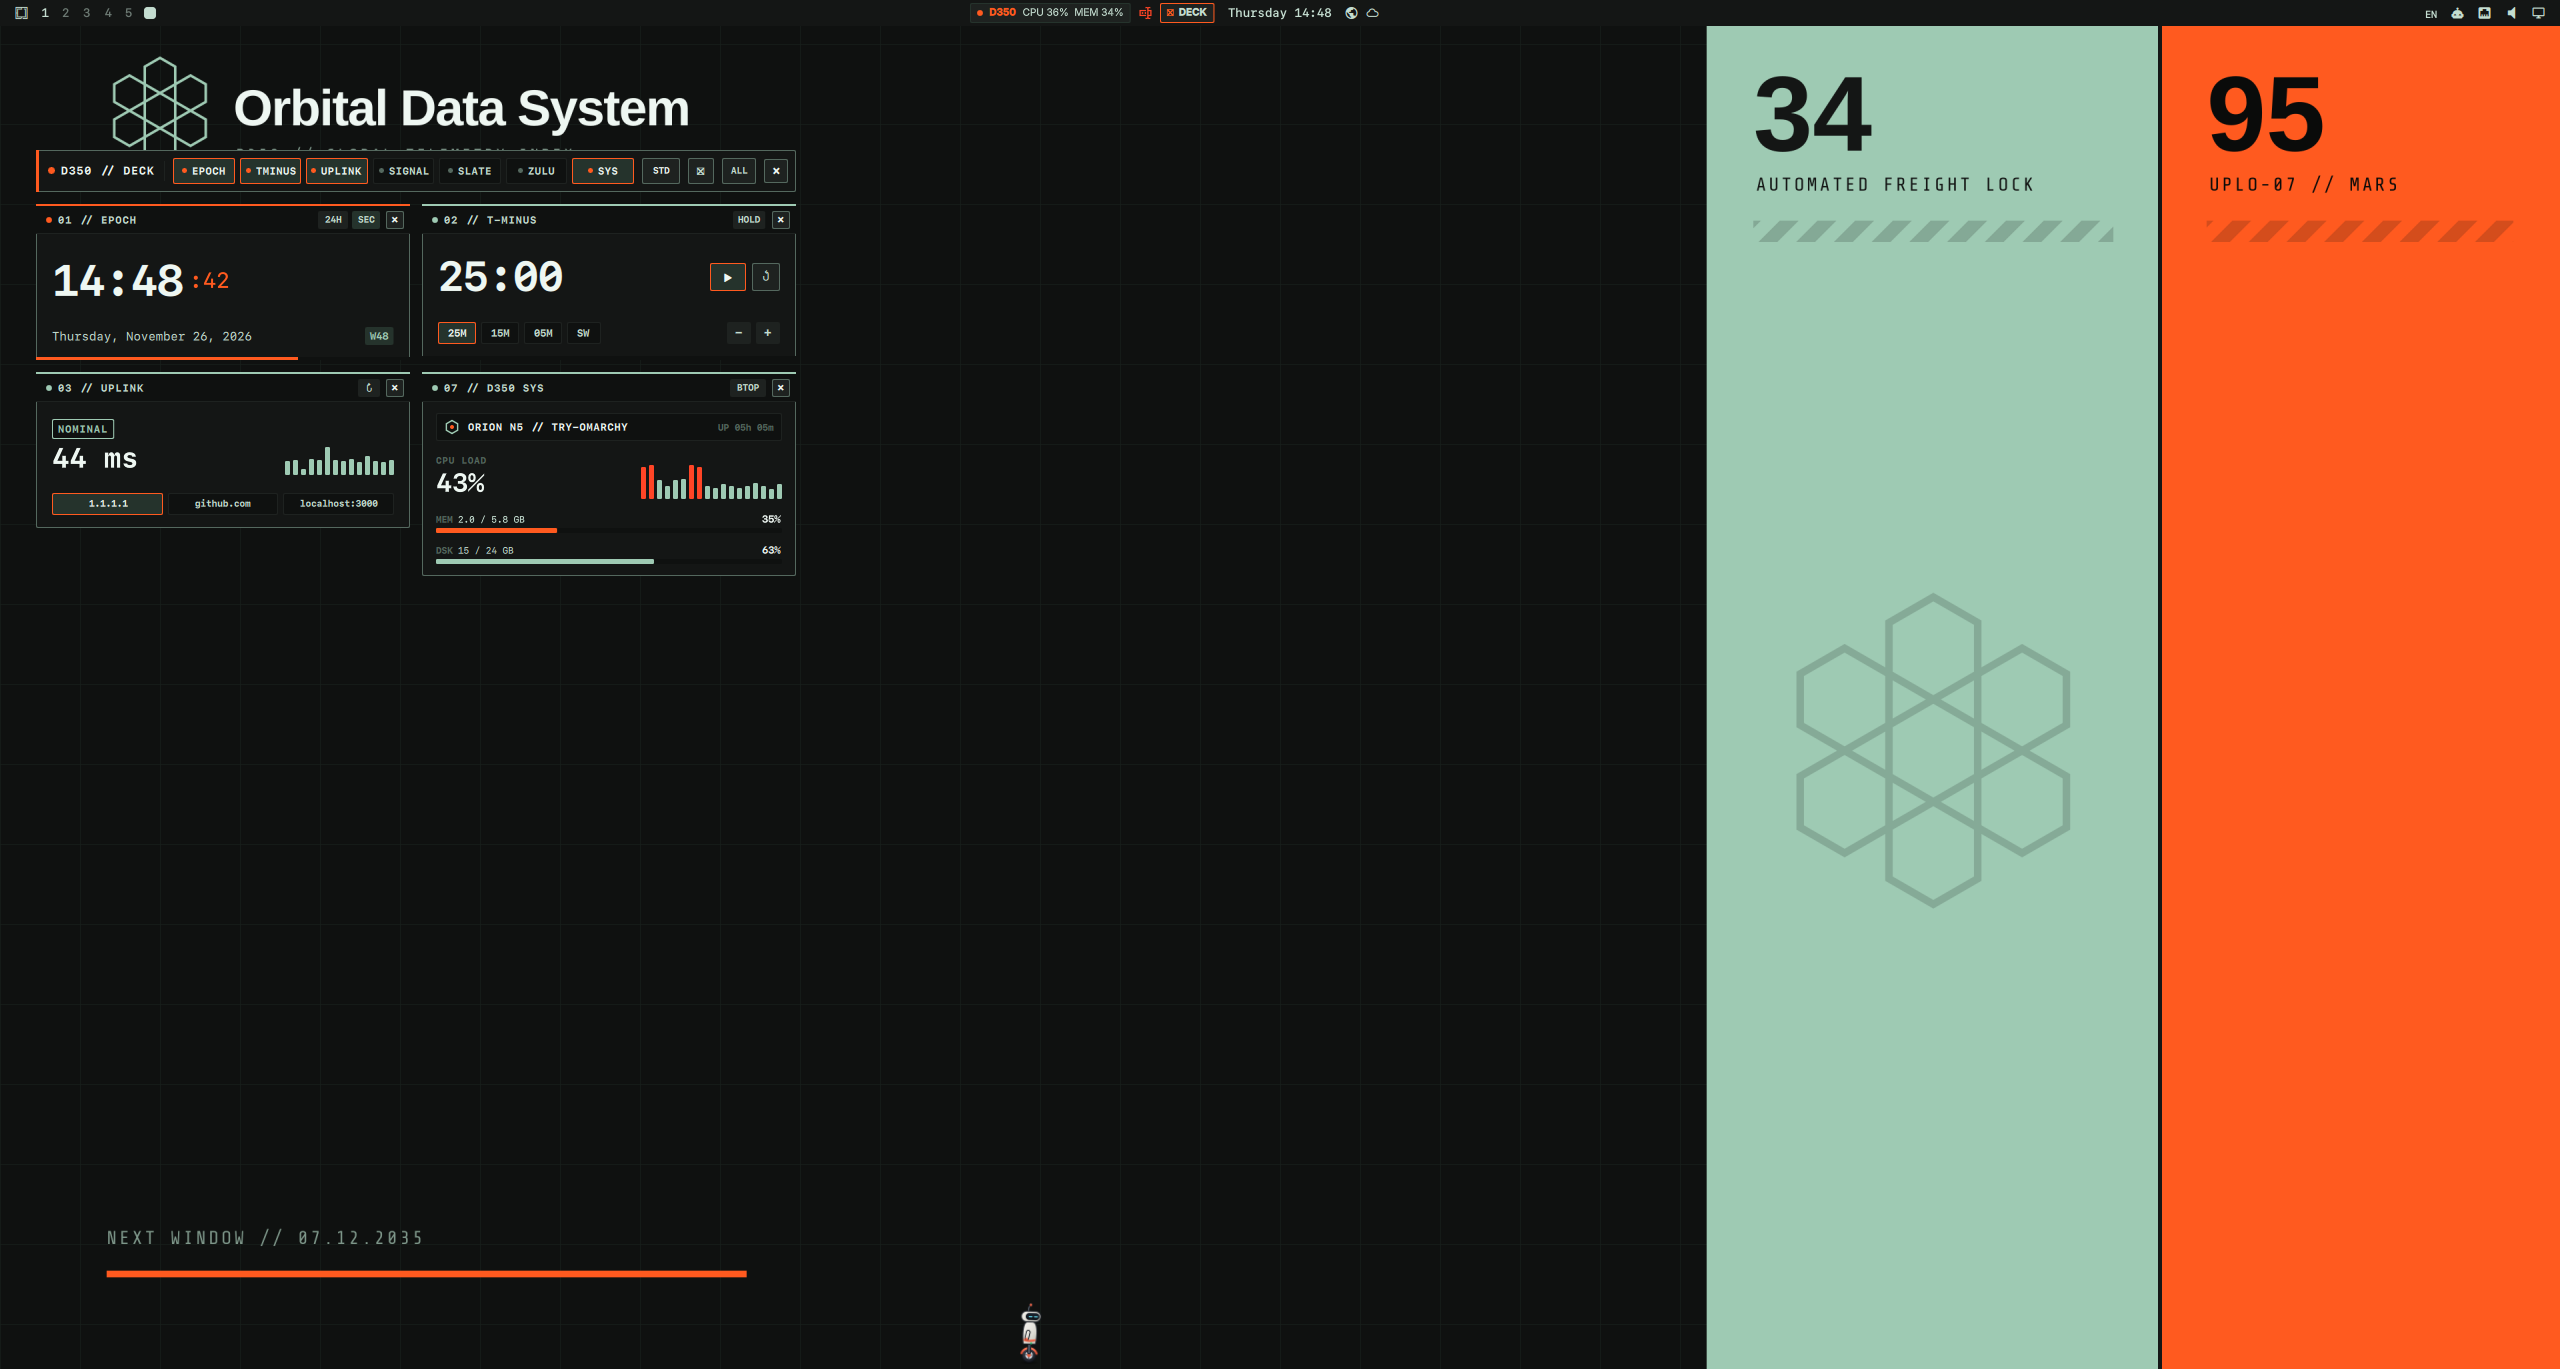 1 2 3 4 5
D350 CPU 36% MEM 34%
DECK
Thursday 14:48
EN
Orbital Data System
D350 // DECK
EPOCH
TMINUS
UPLINK
SIGNAL
SLATE
ZULU
SYS
STD
ALL
01 // EPOCH
24H
SEC
14:48:42
Thursday, November 26, 2026
W48
02 // T-MINUS
HOLD
25:00
25M
15M
05M
SW
− +
03 // UPLINK
NOMINAL
44 ms
1.1.1.1
github.com
localhost:3000
07 // D350 SYS
BTOP
ORION N5 // TRY-OMARCHY
UP 05h 05m
CPU LOAD
43%
MEM 2.0 / 5.8 GB
35%
DSK 15 / 24 GB
63%
34
AUTOMATED FREIGHT LOCK
95
UPLO-07 // MARS
NEXT WINDOW // 07.12.2035